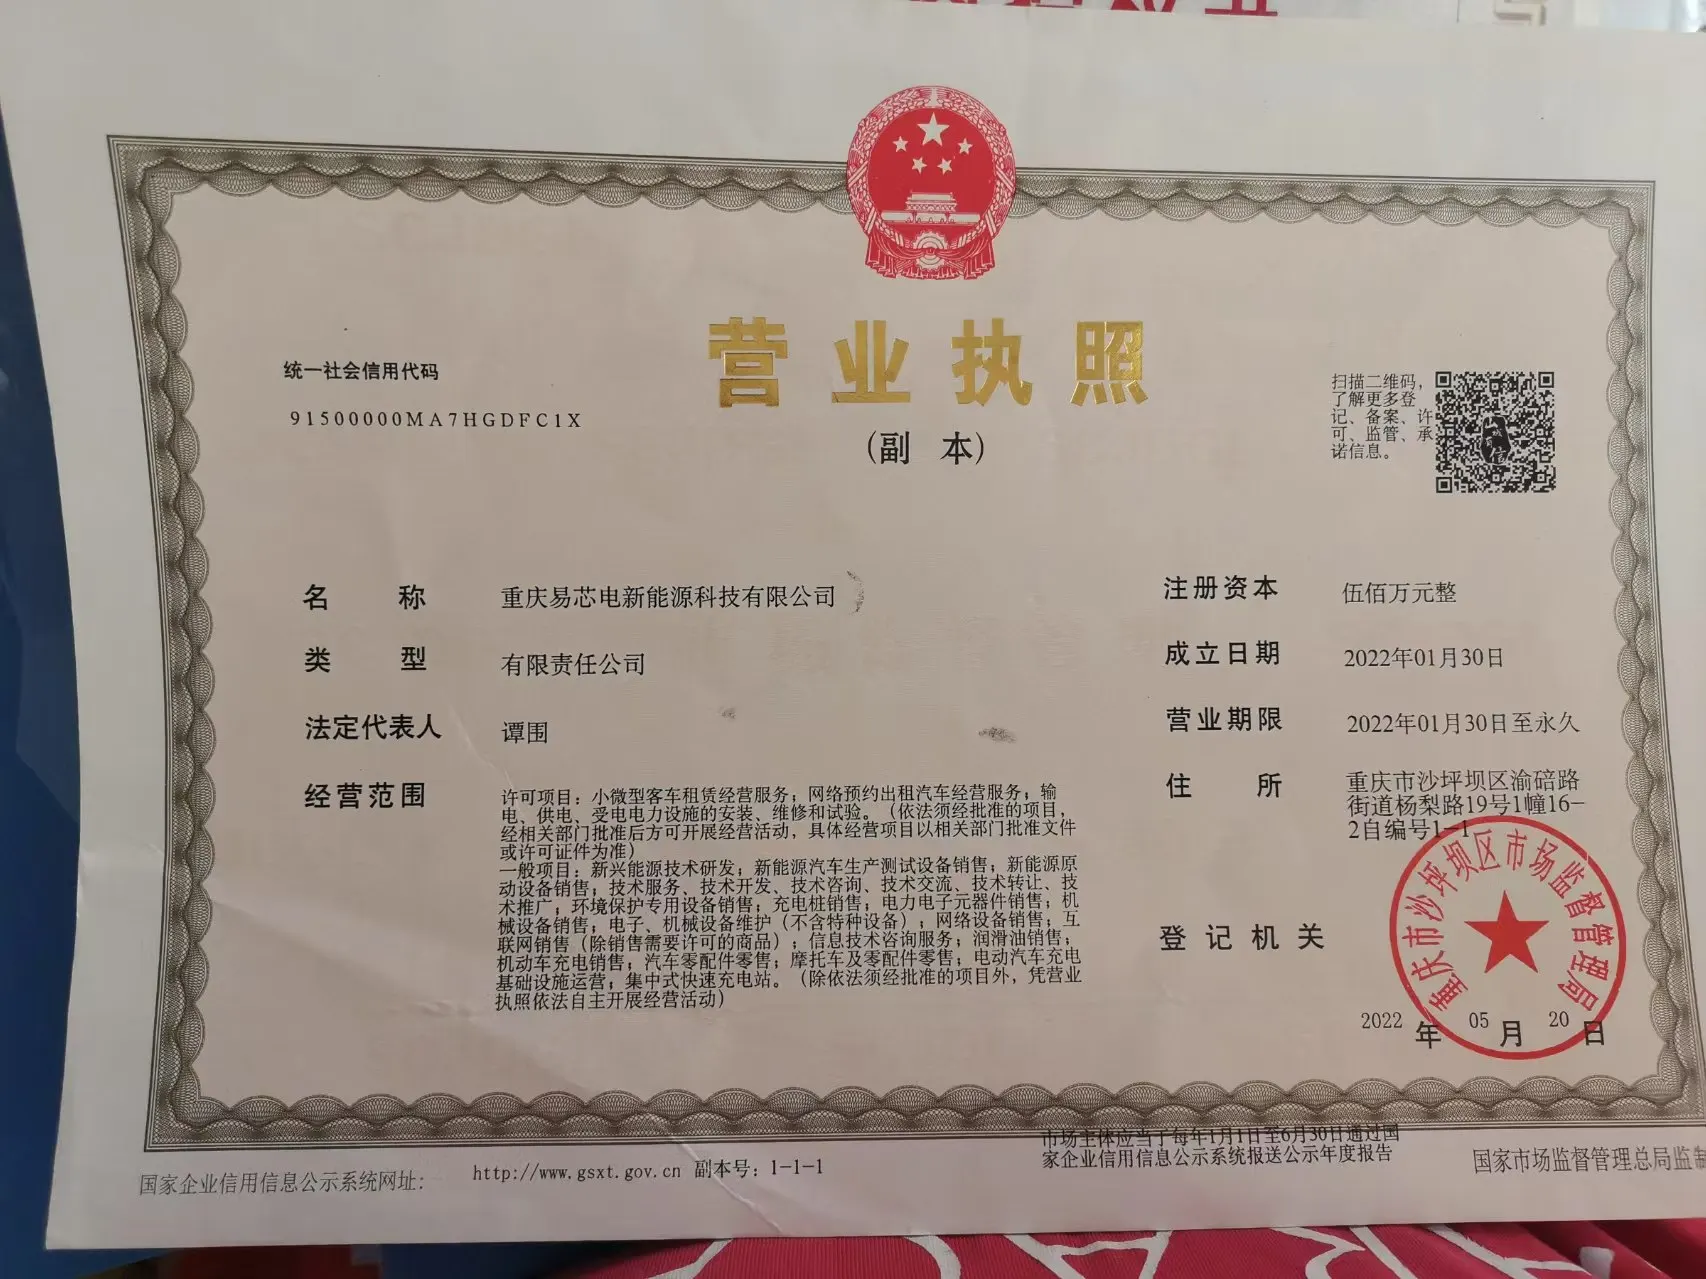 营业执照
（副 本）
统一社会信用代码
91500000MA7HGDFC1X
扫描二维码，
了解更多登
记、备案、许
可、监管、承
诺信息。
名 称 重庆易芯电新能源科技有限公司
类 型 有限责任公司
法定代表人 谭围
经营范围 许可项目：小微型客车租赁经营服务；网络预约出租汽车经营服务；输
电、供电、受电电力设施的安装、维修和试验。（依法须经批准的项目，
经相关部门批准后方可开展经营活动，具体经营项目以相关部门批准文件
或许可证件为准）
一般项目：新兴能源技术研发；新能源汽车生产测试设备销售；新能源原
动设备销售；技术服务、技术开发、技术咨询、技术交流、技术转让、技
术推广；环境保护专用设备销售；充电桩销售；电力电子元器件销售；机
械设备销售；电子、机械设备维护（不含特种设备）；网络设备销售；互
联网销售（除销售需要许可的商品）；信息技术咨询服务；润滑油销售；
机动车充电销售；汽车零配件零售；摩托车及零配件零售；电动汽车充电
基础设施运营；集中式快速充电站。（除依法须经批准的项目外，凭营业
执照依法自主开展经营活动）
注册资本 伍佰万元整
成立日期 2022年01月30日
营业期限 2022年01月30日至永久
住 所 重庆市沙坪坝区渝碚路
街道杨梨路19号1幢16-
2自编号1-1
登记机关
重庆市沙坪坝区市场监督管理局
2022 年 05 月 20 日
国家企业信用信息公示系统网址： http://www.gsxt.gov.cn 副本号：1-1-1
市场主体应当于每年1月1日至6月30日通过国
家企业信用信息公示系统报送公示年度报告
国家市场监督管理总局监制